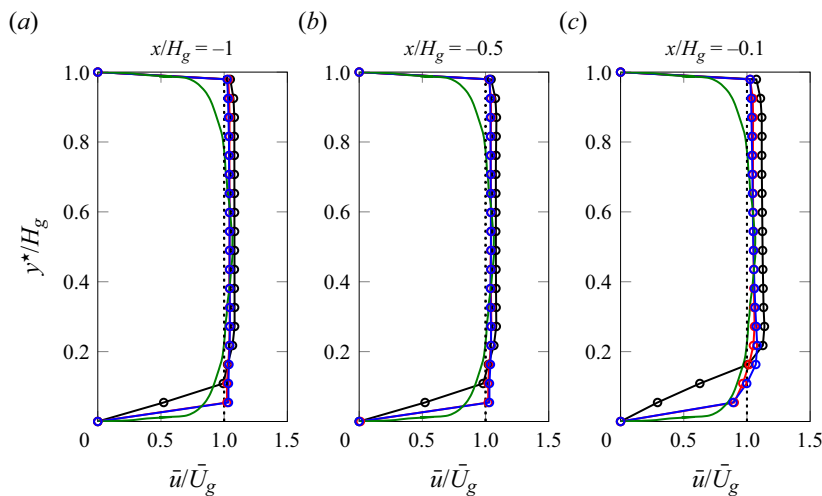 (a) (b) (c)
x/H_g = –1 x/H_g = –0.5 x/H_g = –0.1
1.0 1.0 1.0
0.8 0.8 0.8
0.6 0.6 0.6
y*/H_g
0.4 0.4 0.4
0.2 0.2 0.2
0 0.5 1.0 1.5 0 0.5 1.0 1.5 0 0.5 1.0 1.5
ū/Ū_g ū/Ū_g ū/Ū_g